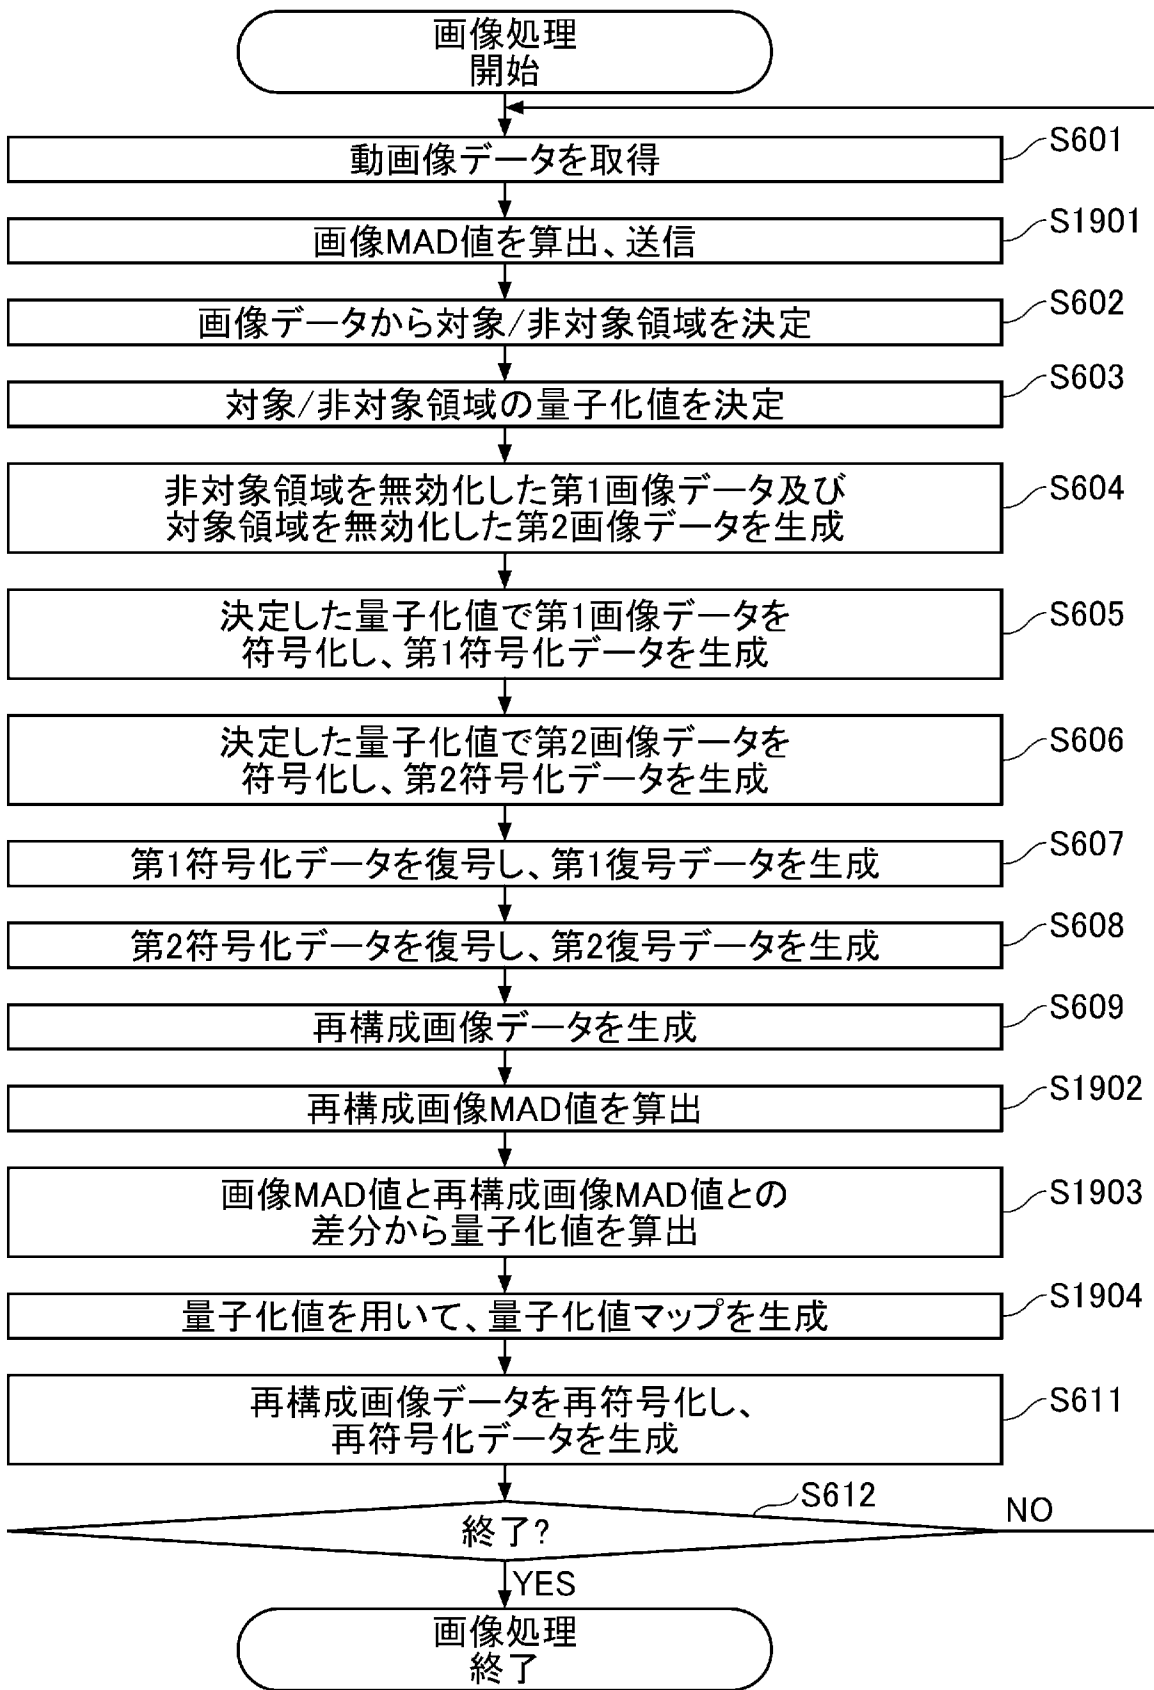 画像処理
開始
動画像データを取得
S601
画像MAD値を算出、送信
S1901
画像データから対象/非対象領域を決定
S602
対象/非対象領域の量子化値を決定
S603
非対象領域を無効化した第1画像データ及び
対象領域を無効化した第2画像データを生成
S604
決定した量子化値で第1画像データを
符号化し、第1符号化データを生成
S605
決定した量子化値で第2画像データを
符号化し、第2符号化データを生成
S606
第1符号化データを復号し、第1復号データを生成
S607
第2符号化データを復号し、第2復号データを生成
S608
再構成画像データを生成
S609
再構成画像MAD値を算出
S1902
画像MAD値と再構成画像MAD値との
差分から量子化値を算出
S1903
量子化値を用いて、量子化値マップを生成
S1904
再構成画像データを再符号化し、
再符号化データを生成
S611
終了?
S612
NO
YES
画像処理
終了